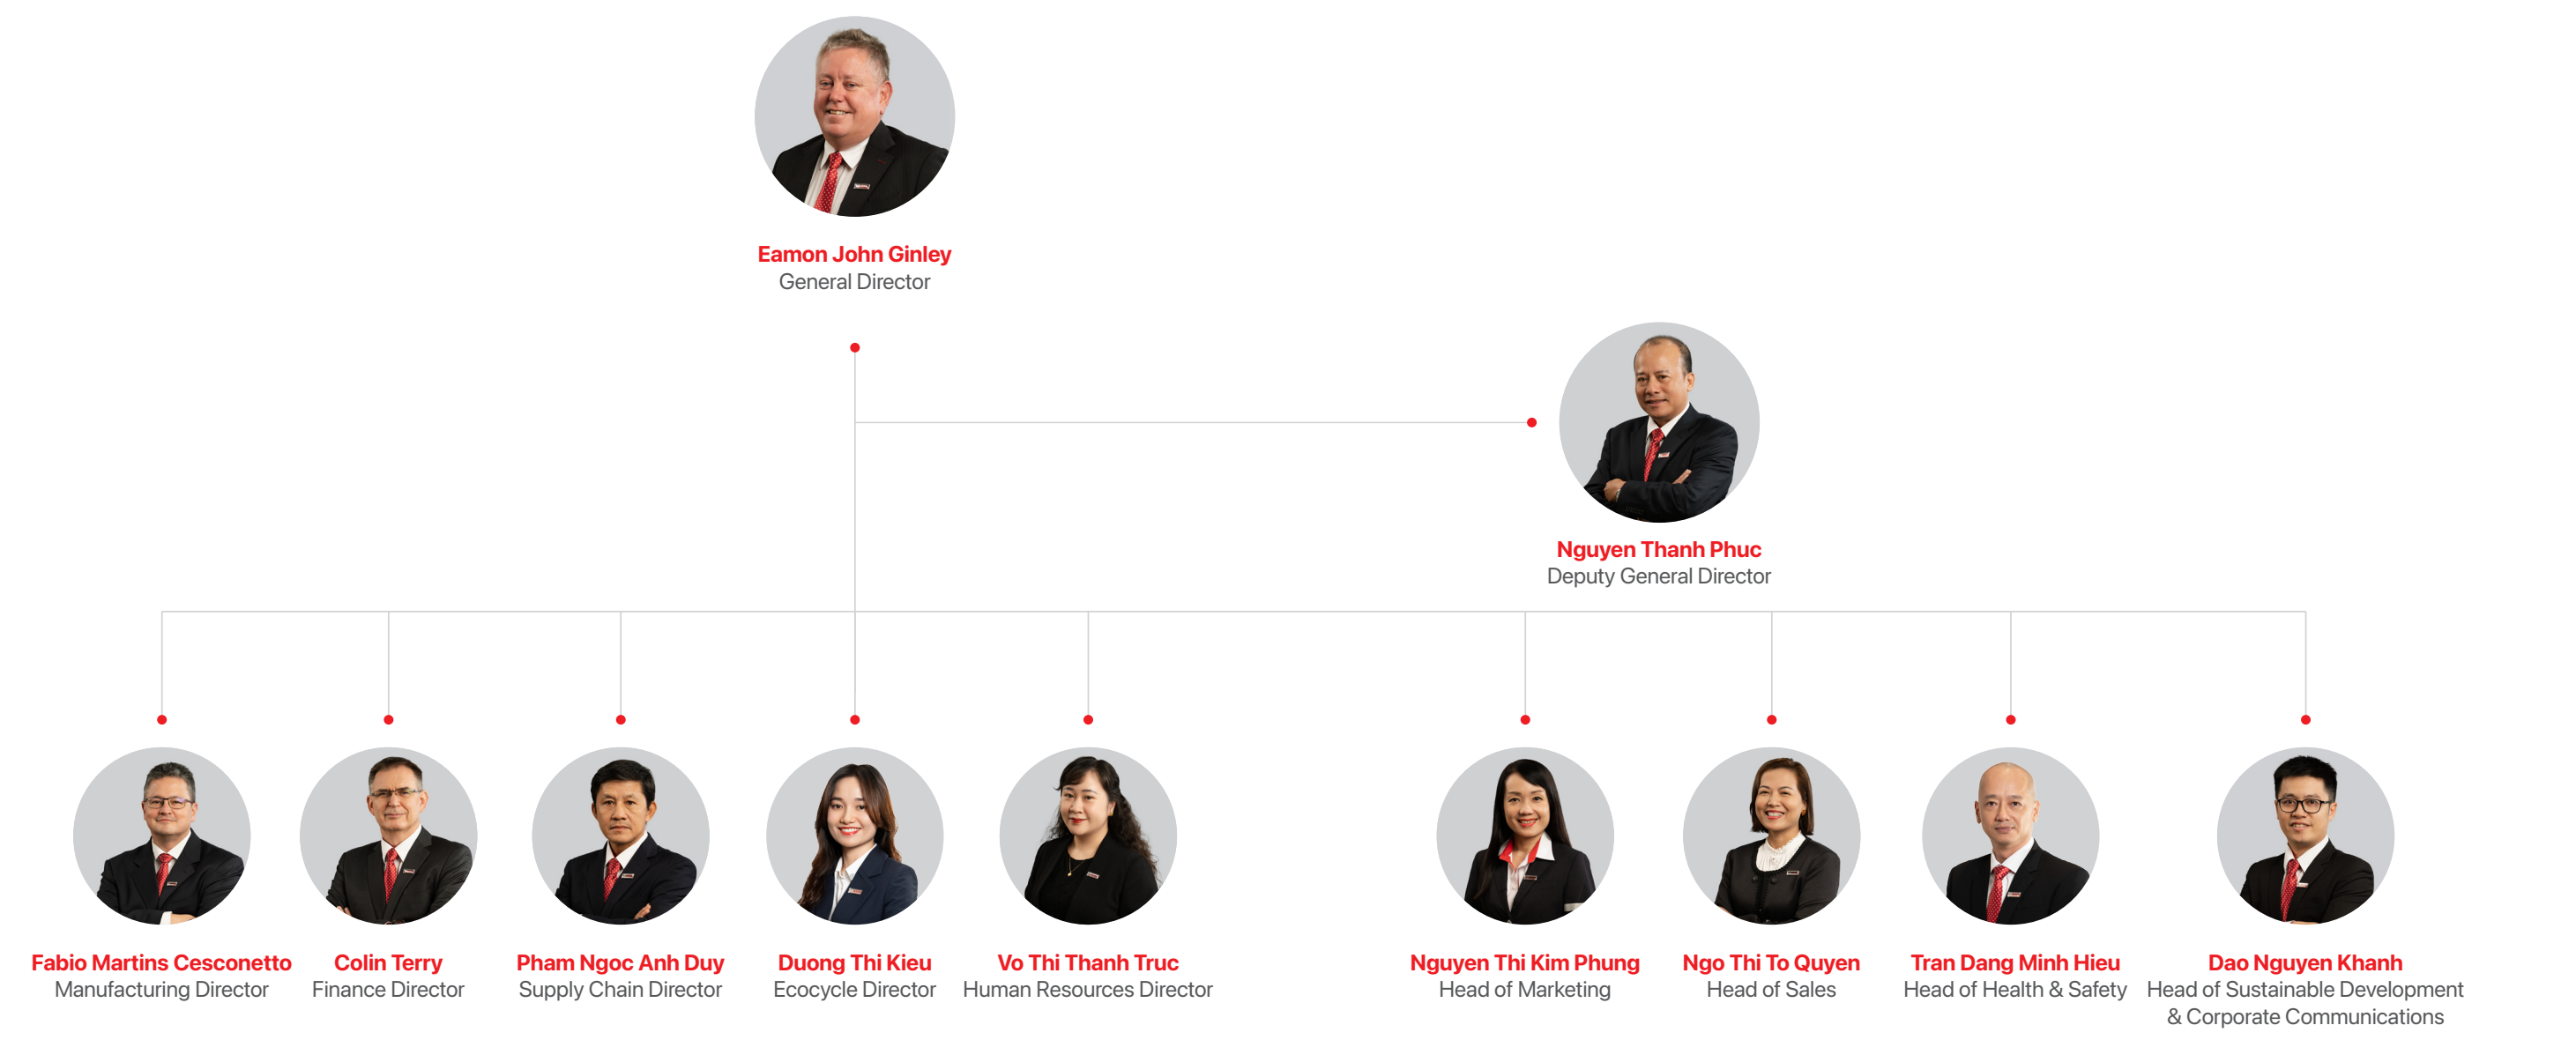 Eamon John Ginley
General Director
Nguyen Thanh Phuc
Deputy General Director
Fabio Martins Cesconetto
Manufacturing Director
Colin Terry
Finance Director
Pham Ngoc Anh Duy
Supply Chain Director
Duong Thi Kieu
Ecocycle Director
Vo Thi Thanh Truc
Human Resources Director
Nguyen Thi Kim Phung
Head of Marketing
Ngo Thi To Quyen
Head of Sales
Tran Dang Minh Hieu
Head of Health & Safety
Dao Nguyen Khanh
Head of Sustainable Development
& Corporate Communications